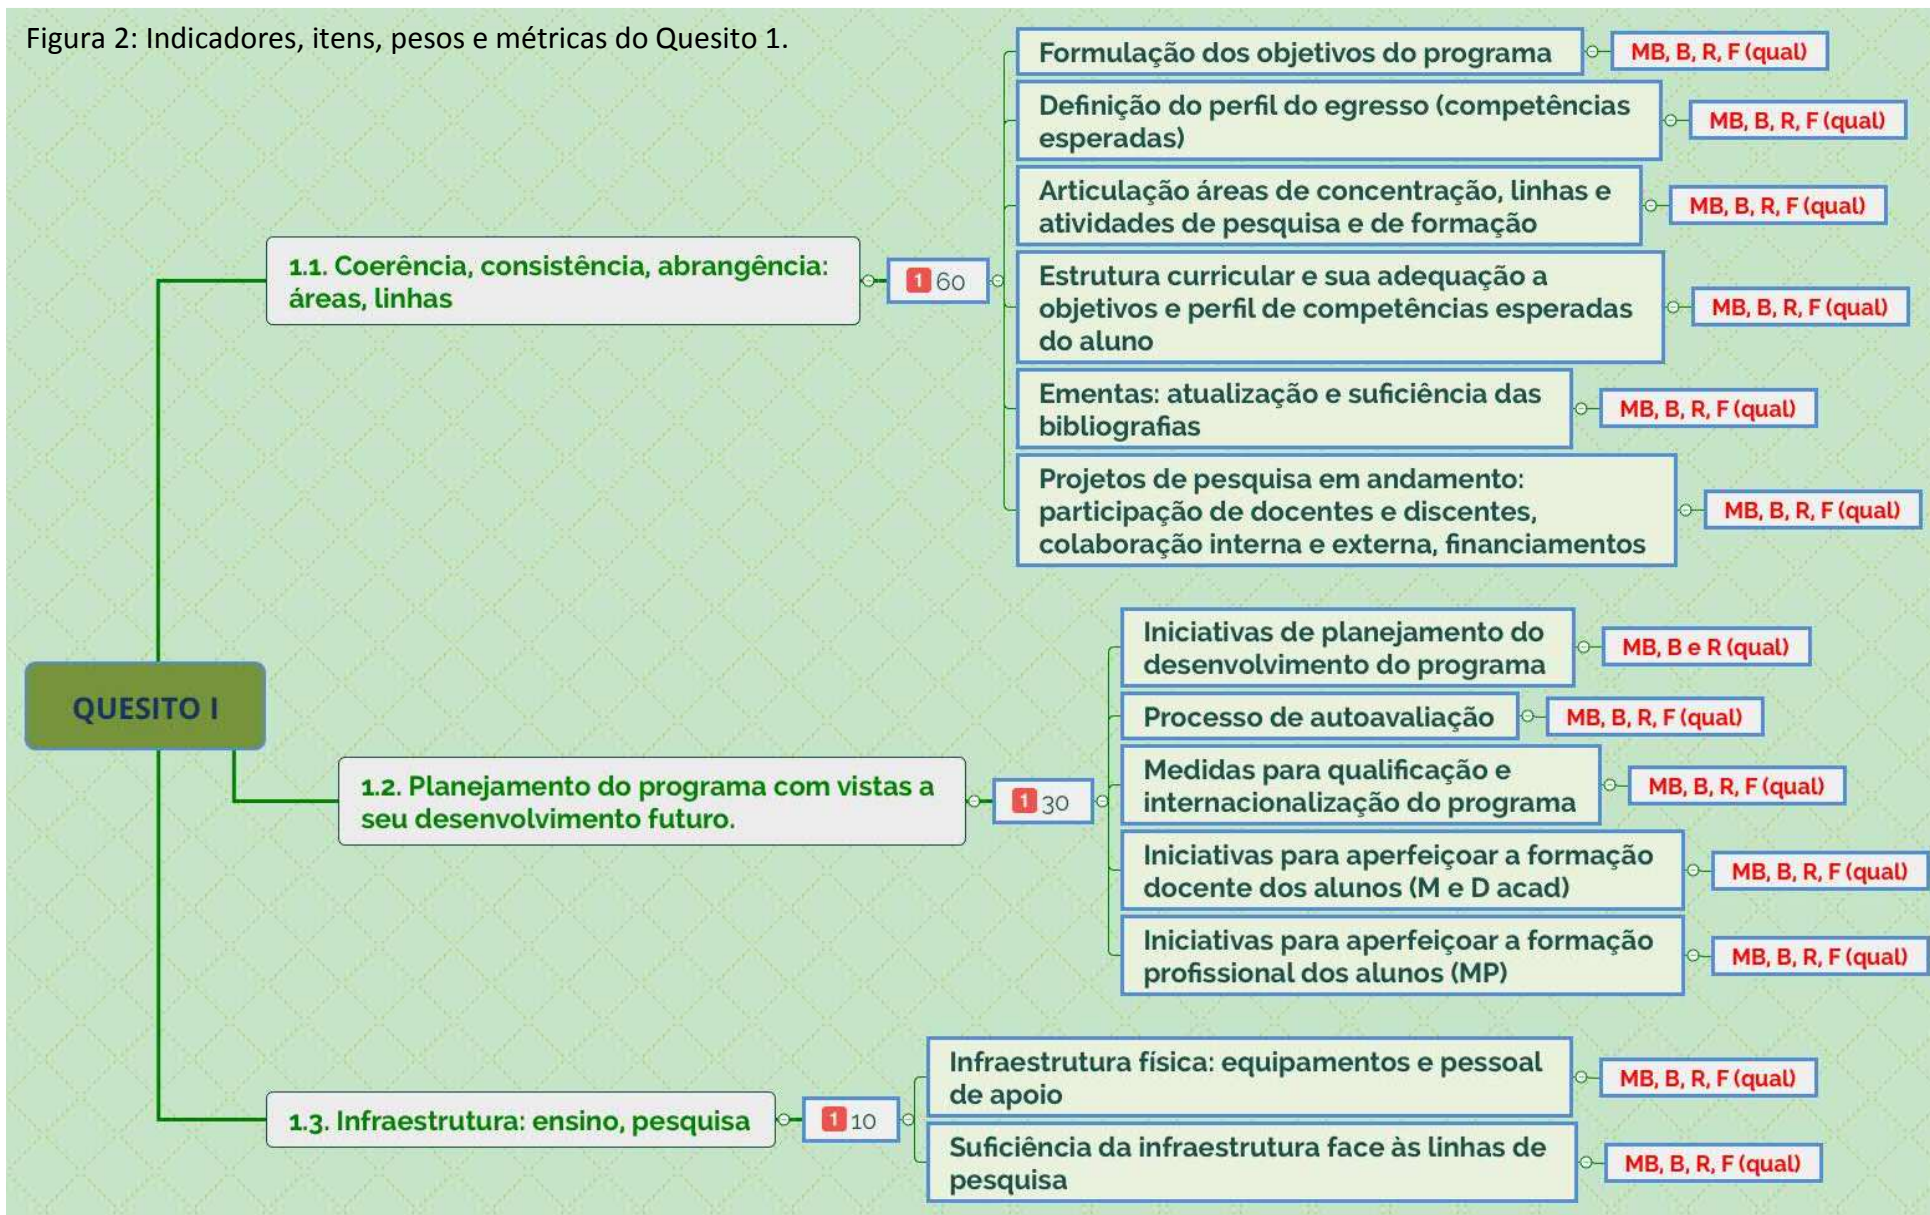 Figura 2: Indicadores, itens, pesos e métricas do Quesito 1.
QUESITO I
1.1. Coerência, consistência, abrangência:
áreas, linhas
1 60
Formulação dos objetivos do programa
MB, B, R, F (qual)
Definição do perfil do egresso (competências
esperadas)
MB, B, R, F (qual)
Articulação áreas de concentração, linhas e
atividades de pesquisa e de formação
MB, B, R, F (qual)
Estrutura curricular e sua adequação a
objetivos e perfil de competências esperadas
do aluno
MB, B, R, F (qual)
Ementas: atualização e suficiência das
bibliografias
MB, B, R, F (qual)
Projetos de pesquisa em andamento:
participação de docentes e discentes,
colaboração interna e externa, financiamentos
MB, B, R, F (qual)
1.2. Planejamento do programa com vistas a
seu desenvolvimento futuro.
1 30
Iniciativas de planejamento do
desenvolvimento do programa
MB, B e R (qual)
Processo de autoavaliação
MB, B, R, F (qual)
Medidas para qualificação e
internacionalização do programa
MB, B, R, F (qual)
Iniciativas para aperfeiçoar a formação
docente dos alunos (M e D acad)
MB, B, R, F (qual)
Iniciativas para aperfeiçoar a formação
profissional dos alunos (MP)
MB, B, R, F (qual)
1.3. Infraestrutura: ensino, pesquisa
1 10
Infraestrutura física: equipamentos e pessoal
de apoio
MB, B, R, F (qual)
Suficiência da infraestrutura face às linhas de
pesquisa
MB, B, R, F (qual)